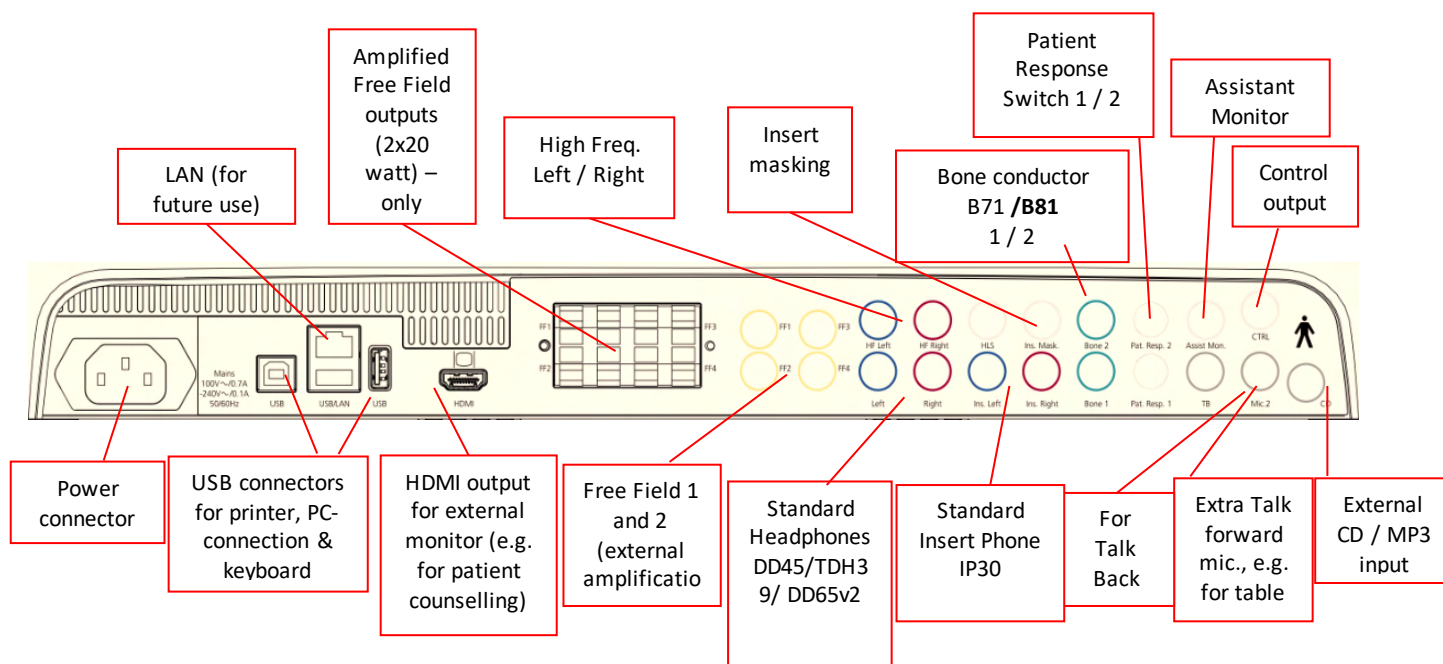 Amplified
Free Field
outputs
(2x20
watt) –
only
Patient
Response
Switch 1 / 2
Assistant
Monitor
High Freq.
Left / Right
Insert
masking
LAN (for
future use)
Bone conductor
B71 /B81
1 / 2
Control
output
FF1
FF3
FF2
FF4
FF1
FF3
FF2
FF4
HF Left
HF Right
HLS
Ins. Mask.
Bone 2
Pat. Resp. 2
Assist Mon.
CTRL
Mains
100V~/0.7A
-240V~/0.1A
50/60Hz
USB
USB/LAN
USB
HDMI
Left
Right
Ins. Left
Ins. Right
Bone 1
Pat. Resp. 1
TB
Mic.2
CD
Power
connector
USB connectors
for printer, PC-
connection &
keyboard
HDMI output
for external
monitor (e.g.
for patient
counselling)
Free Field 1
and 2
(external
amplificatio
Standard
Headphones
DD45/TDH3
9/ DD65v2
Standard
Insert Phone
IP30
For
Talk
Back
Extra Talk
forward
mic., e.g.
for table
External
CD / MP3
input